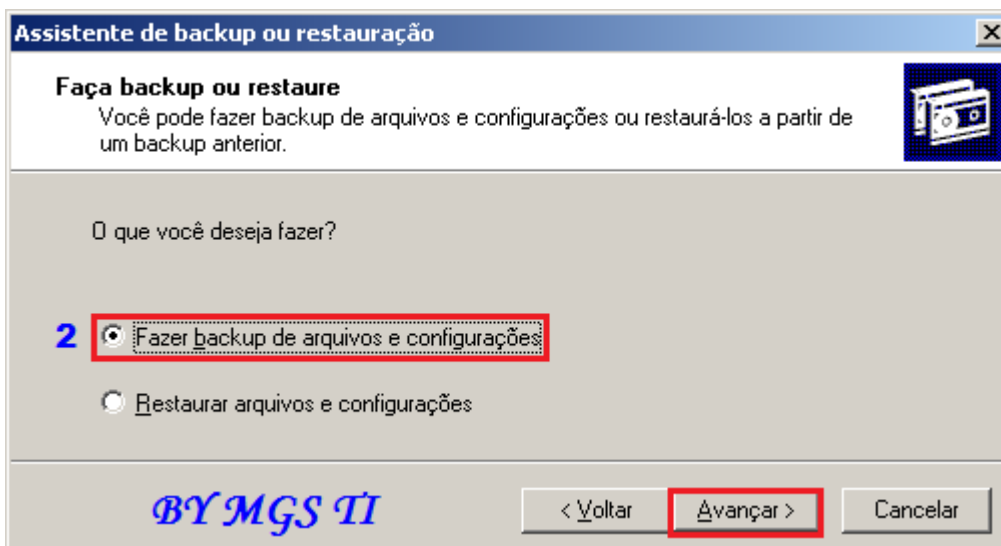 Assistente de backup ou restauração
Faça backup ou restaure
Você pode fazer backup de arquivos e configurações ou restaurá-los a partir de
um backup anterior.
O que você deseja fazer?
2 Fazer backup de arquivos e configurações
Restaurar arquivos e configurações
BY MGS TI < Voltar Avançar > Cancelar